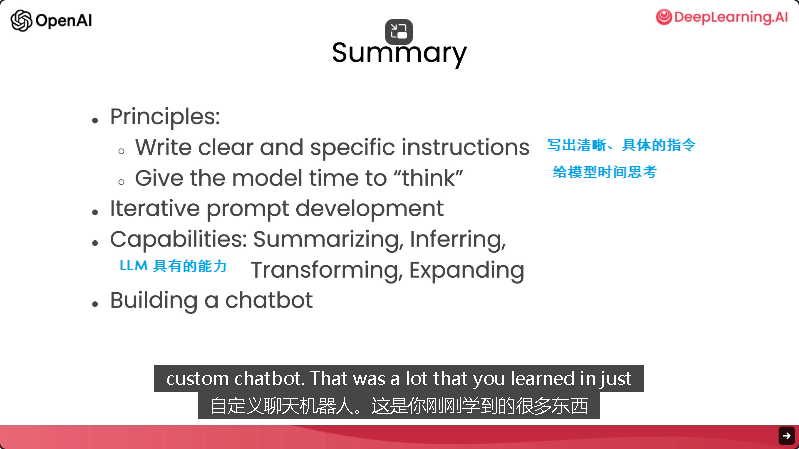 OpenAI
DeepLearning.AI
Summary
• Principles:
○ Write clear and specific instructions 写出清晰、具体的指令
○ Give the model time to “think” 给模型时间思考
• Iterative prompt development
• Capabilities: Summarizing, Inferring,
LLM 具有的能力 Transforming, Expanding
• Building a chatbot
custom chatbot. That was a lot that you learned in just
自定义聊天机器人。这是你刚刚学到的很多东西